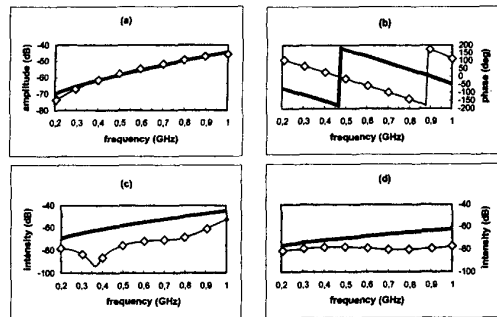 (a)
-40
-50
-60
-70
-80
amplitude (dB)
0,2 0,3 0,4 0,5 0,6 0,7 0,8 0,9 1
frequency (GHz)
(b)
200
150
100
50
0
-50
-100
-150
-200
phase (deg)
0,2 0,3 0,4 0,5 0,6 0,7 0,8 0,9 1
frequency (GHz)
(c)
-40
-60
-80
-100
intensity (dB)
0,2 0,3 0,4 0,5 0,6 0,7 0,8 0,9 1
frequency (GHz)
(d)
-40
-60
-80
-100
intensity (dB)
0,2 0,3 0,4 0,5 0,6 0,7 0,8 0,9 1
frequency (GHz)